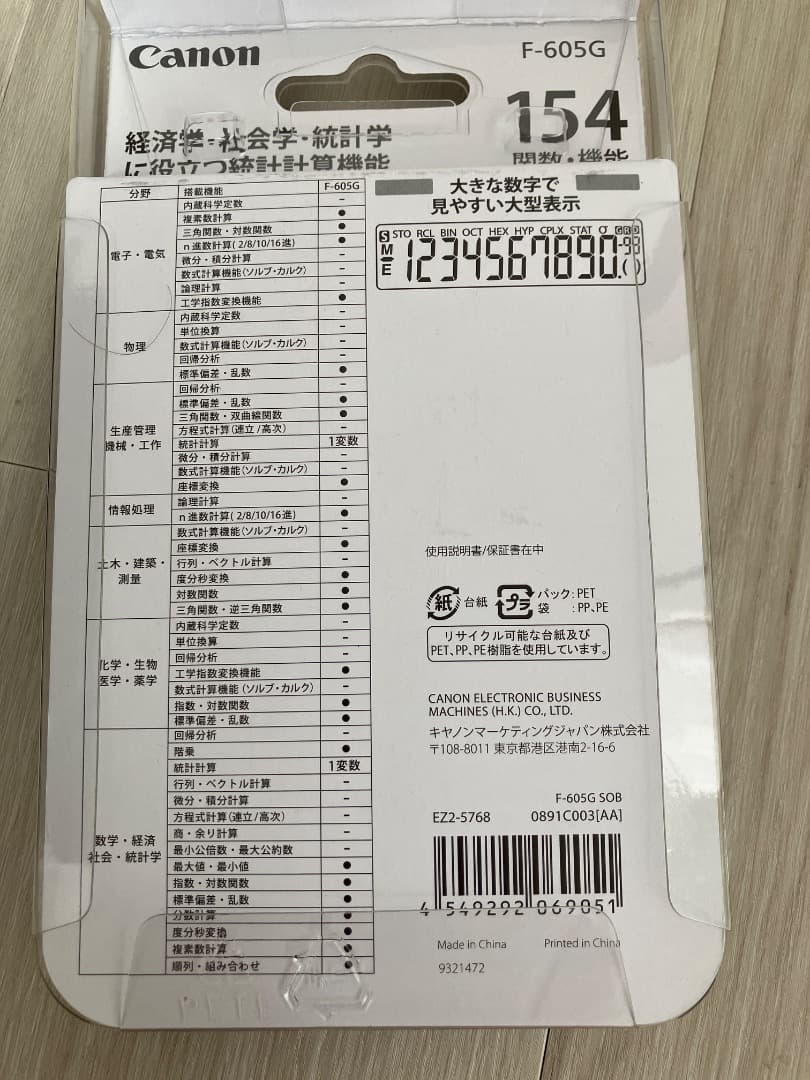 Canon
F-605G
経済学・社会学・統計学
に役立つ統計計算機能
154
関数・機能
分野 搭載機能 F-605G
電子・電気
内蔵科学定数 –
複素数計算 ●
三角関数・対数関数 ●
n進数計算(2/8/10/16進) ●
微分・積分計算 –
数式計算機能(ソルブ・カルク) –
論理計算 –
工学指数変換機能 ●
物理
内蔵科学定数 –
単位換算 –
数式計算機能(ソルブ・カルク) –
回帰分析 –
標準偏差・乱数 ●
生産管理
機械・工作
回帰分析 –
標準偏差・乱数 ●
三角関数・双曲線関数 ●
方程式計算(連立/高次) –
統計計算 1変数
微分・積分計算 –
数式計算機能(ソルブ・カルク) –
座標変換 ●
情報処理
論理計算 –
n進数計算(2/8/10/16進) ●
土木・建築・
測量
数式計算機能(ソルブ・カルク) –
座標変換 ●
行列・ベクトル計算 –
度分秒変換 ●
対数関数 ●
三角関数・逆三角関数 ●
化学・生物
医学・薬学
内蔵科学定数 –
単位換算 –
回帰分析 –
工学指数変換機能 ●
数式計算機能(ソルブ・カルク) –
指数・対数関数 ●
標準偏差・乱数 ●
数学・経済
社会・統計学
回帰分析 –
階乗 ●
統計計算 1変数
行列・ベクトル計算 –
微分・積分計算 –
方程式計算(連立/高次) –
商・余り計算 –
最小公倍数・最大公約数 –
最大値・最小値 ●
指数・対数関数 ●
標準偏差・乱数 ●
分数計算 ●
度分秒変換 ●
複素数計算 ●
順列・組み合わせ ●
大きな数字で
見やすい大型表示
S STO RCL BIN OCT HEX HYP CPLX STAT σ GRD
M
E
1234567890.
-98
( )
使用説明書/保証書在中
紙 台紙 プラ パック:PET
袋 :PP、PE
リサイクル可能な台紙及び
PET、PP、PE樹脂を使用しています。
CANON ELECTRONIC BUSINESS
MACHINES (H.K.) CO., LTD.
キヤノンマーケティングジャパン株式会社
〒108-8011 東京都港区港南2-16-6
F-605G SOB
EZ2-5768 0891C003[AA]
4 549292 069051
Made in China Printed in China
9321472